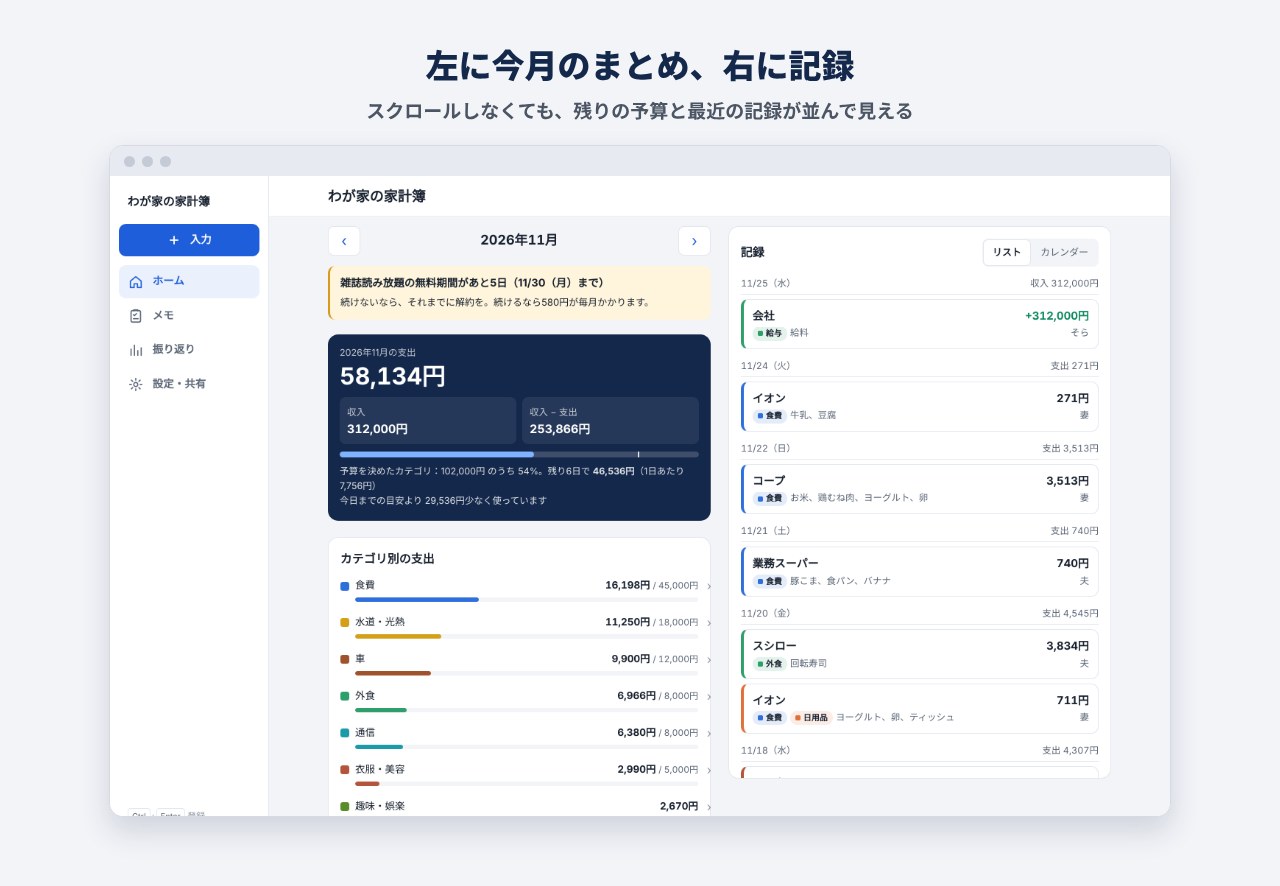 左に今月のまとめ、右に記録
スクロールしなくても、残りの予算と最近の記録が並んで見える
わが家の家計簿
＋ 入力
ホーム
メモ
振り返り
設定・共有
わが家の家計簿
‹ 2026年11月 ›
雑誌読み放題の無料期間があと5日（11/30（月）まで）
続けないなら、それまでに解約を。続けるなら580円が毎月かかります。
2026年11月の支出
58,134円
収入
312,000円
収入 − 支出
253,866円
予算を決めたカテゴリ：102,000円 のうち 54%。残り6日で 46,536円（1日あたり
7,756円）
今日までの目安より 29,536円少なく使っています
カテゴリ別の支出
食費 16,198円 / 45,000円 ›
水道・光熱 11,250円 / 18,000円 ›
車 9,900円 / 12,000円 ›
外食 6,966円 / 8,000円 ›
通信 6,380円 / 8,000円 ›
衣服・美容 2,990円 / 5,000円 ›
趣味・娯楽 2,670円 ›
記録 リスト カレンダー
11/25（水） 収入 312,000円
会社 +312,000円
給与 給料 そら
11/24（火） 支出 271円
イオン 271円
食費 牛乳、豆腐 妻
11/22（日） 支出 3,513円
コープ 3,513円
食費 お米、鶏むね肉、ヨーグルト、卵 妻
11/21（土） 支出 740円
業務スーパー 740円
食費 豚こま、食パン、バナナ 夫
11/20（金） 支出 4,545円
スシロー 3,834円
外食 回転寿司 夫
イオン 711円
食費 日用品 ヨーグルト、卵、ティッシュ 妻
11/18（水） 支出 4,307円